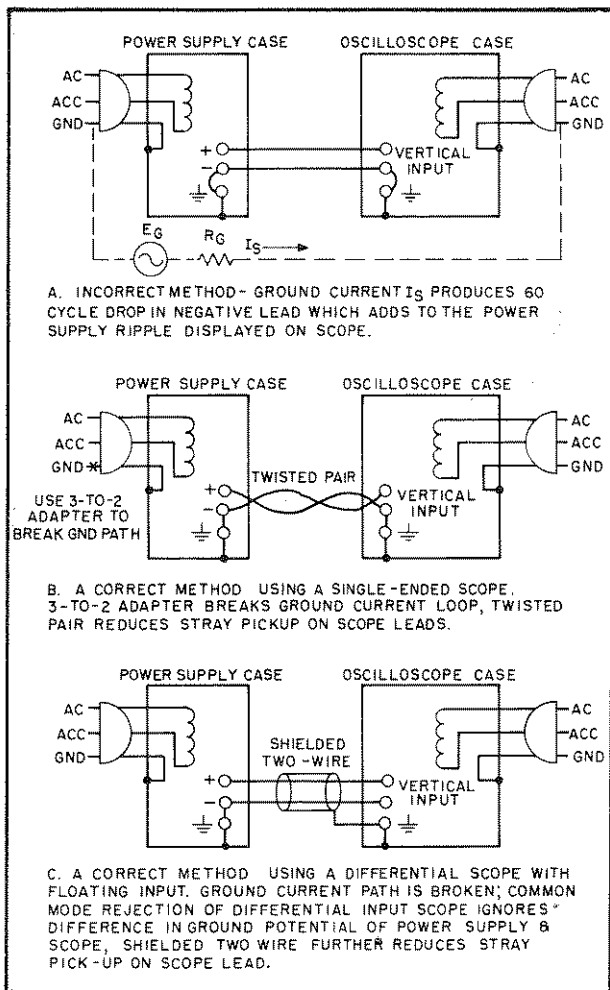 POWER SUPPLY CASE
OSCILLOSCOPE CASE
AC
ACC
GND
+
−
VERTICAL
INPUT
AC
ACC
GND
EG
RG
IS
A. INCORRECT METHOD- GROUND CURRENT IS PRODUCES 60
CYCLE DROP IN NEGATIVE LEAD WHICH ADDS TO THE POWER
SUPPLY RIPPLE DISPLAYED ON SCOPE.
POWER SUPPLY CASE
OSCILLOSCOPE CASE
AC
ACC
GND
USE 3-TO-2
ADAPTER TO
BREAK GND PATH
+
−
TWISTED PAIR
VERTICAL
INPUT
AC
ACC
GND
B. A CORRECT METHOD USING A SINGLE-ENDED SCOPE.
3-TO-2 ADAPTER BREAKS GROUND CURRENT LOOP, TWISTED
PAIR REDUCES STRAY PICKUP ON SCOPE LEADS.
POWER SUPPLY CASE
OSCILLOSCOPE CASE
AC
ACC
GND
+
−
SHIELDED
TWO-WIRE
VERTICAL
INPUT
AC
ACC
GND
C. A CORRECT METHOD USING A DIFFERENTIAL SCOPE WITH
FLOATING INPUT. GROUND CURRENT PATH IS BROKEN; COMMON
MODE REJECTION OF DIFFERENTIAL INPUT SCOPE IGNORES
DIFFERENCE IN GROUND POTENTIAL OF POWER SUPPLY &
SCOPE, SHIELDED TWO WIRE FURTHER REDUCES STRAY
PICK-UP ON SCOPE LEAD.